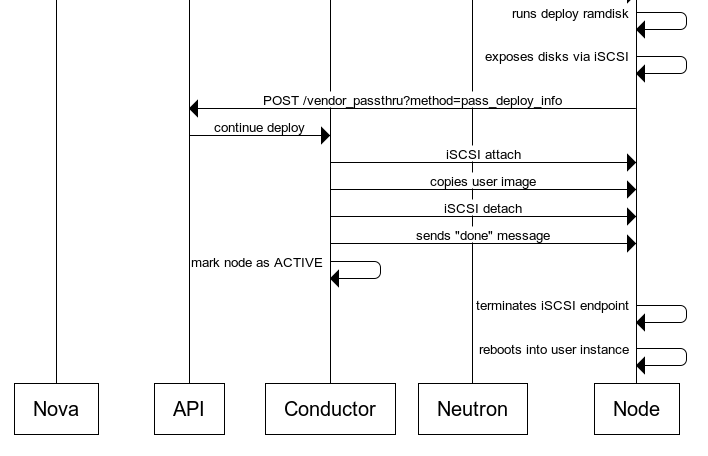 runs deploy ramdisk
exposes disks via iSCSI
POST /vendor_passthru?method=pass_deploy_info
continue deploy
iSCSI attach
copies user image
iSCSI detach
sends "done" message
mark node as ACTIVE
terminates iSCSI endpoint
reboots into user instance
Nova
API
Conductor
Neutron
Node